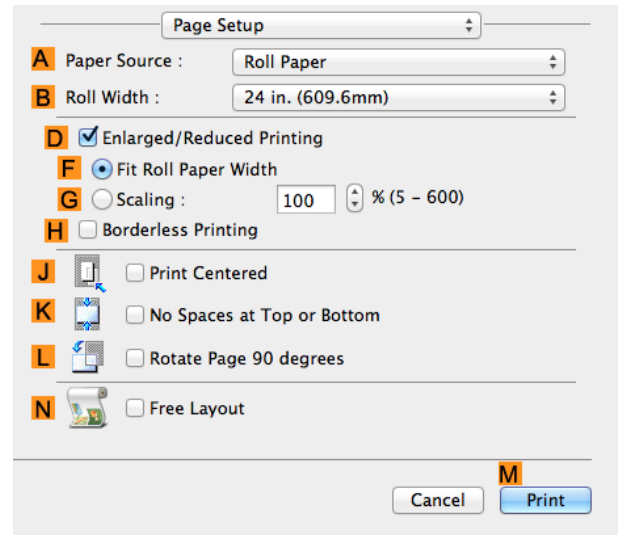 Page Setup
A Paper Source : Roll Paper
B Roll Width : 24 in. (609.6mm)
D Enlarged/Reduced Printing
F Fit Roll Paper Width
G Scaling : 100 % (5 – 600)
H Borderless Printing
J Print Centered
K No Spaces at Top or Bottom
L Rotate Page 90 degrees
N Free Layout
M
Cancel Print